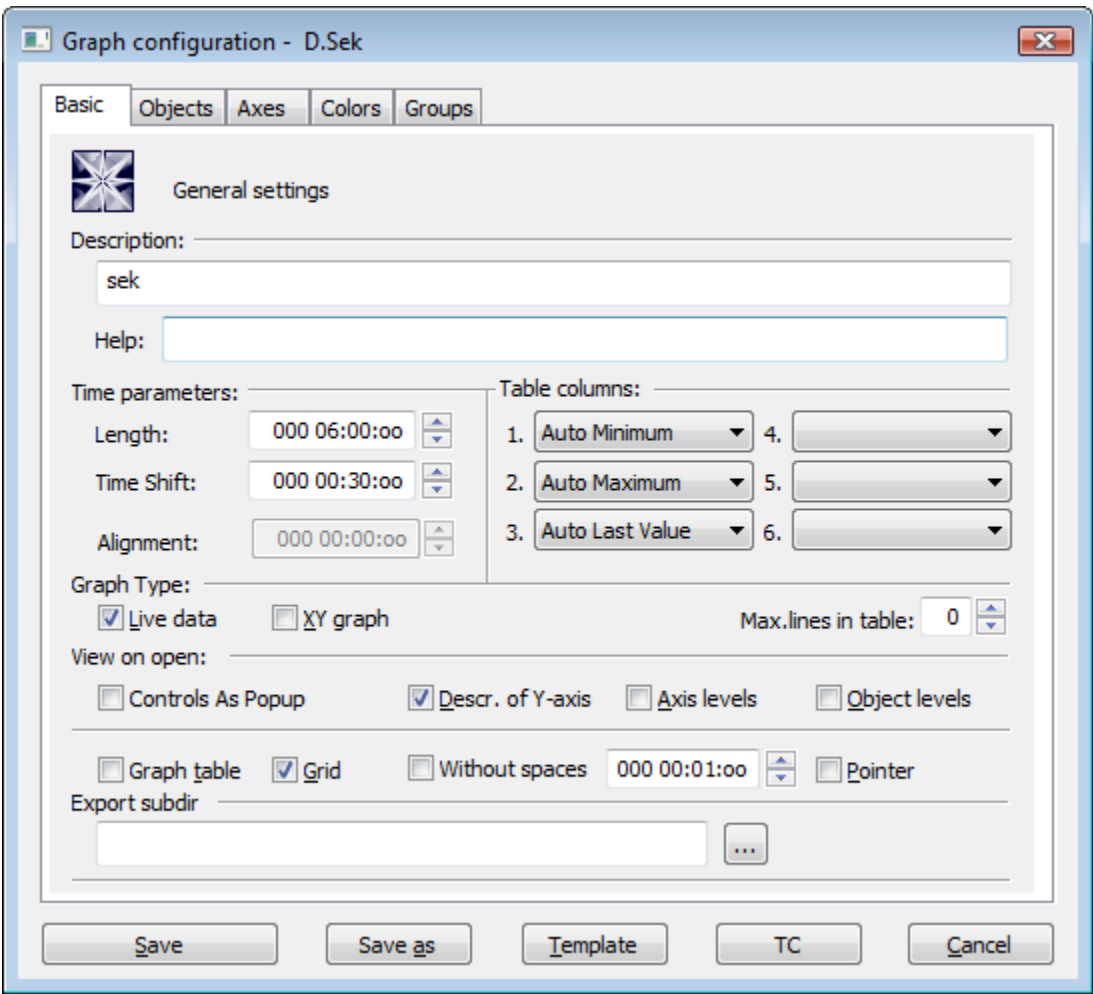 Graph configuration - D.Sek
Basic Objects Axes Colors Groups
General settings
Description:
sek
Help:
Time parameters:
Length: 000 06:00:oo
Time Shift: 000 00:30:oo
Alignment: 000 00:00:oo
Table columns:
1. Auto Minimum 4.
2. Auto Maximum 5.
3. Auto Last Value 6.
Graph Type:
Live data XY graph Max.lines in table: 0
View on open:
Controls As Popup Descr. of Y-axis Axis levels Object levels
Graph table Grid Without spaces 000 00:01:oo Pointer
Export subdir
...
Save Save as Template TC Cancel